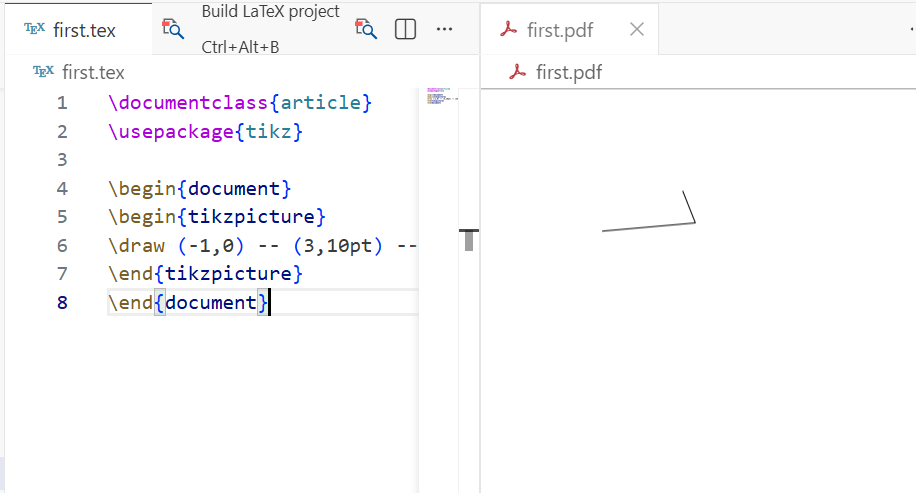 TEX first.tex
Build LaTeX project
Ctrl+Alt+B
first.pdf
TEX first.tex
first.pdf
1 \documentclass{article}
2 \usepackage{tikz}
3
4 \begin{document}
5 \begin{tikzpicture}
6 \draw (-1,0) -- (3,10pt) --
7 \end{tikzpicture}
8 \end{document}